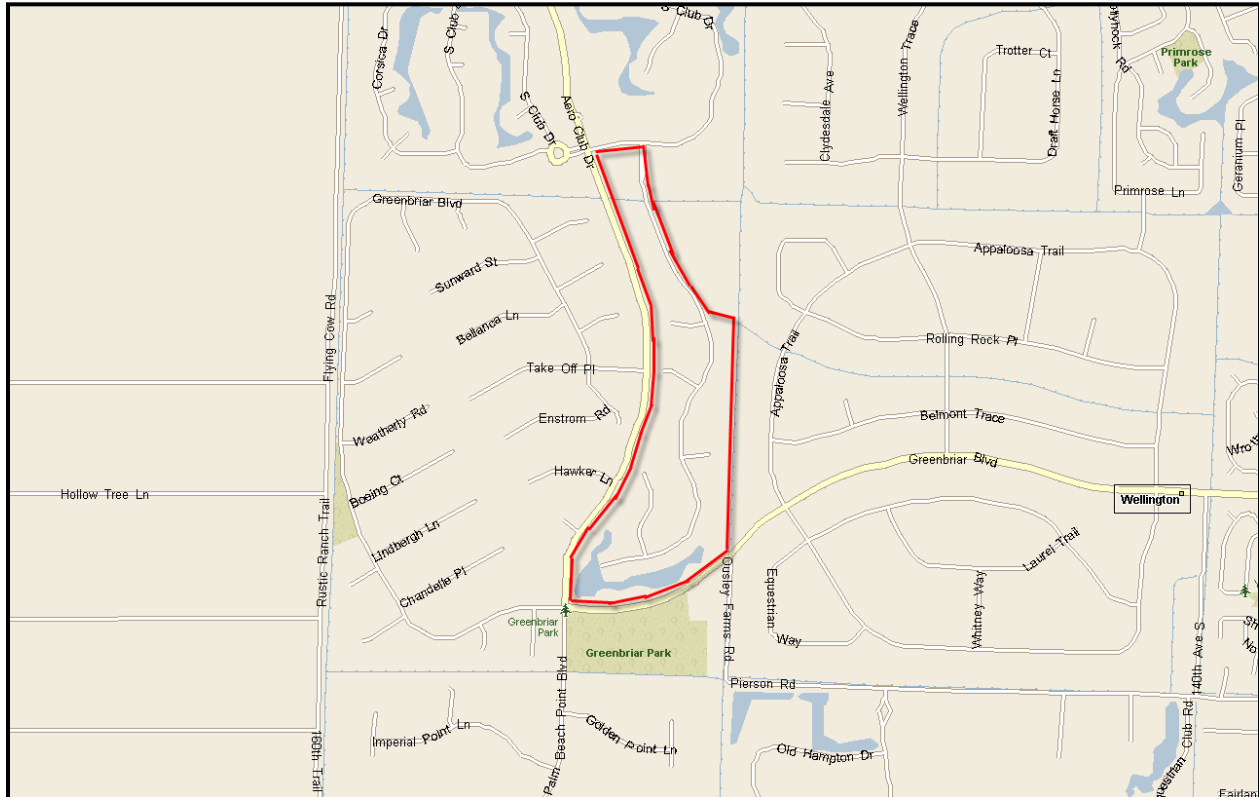 Corsica Dr
S Club Dr
S Club Dr
S Club Dr
Aero Club Dr
Clydesdale Ave
Wellington Trace
Trotter Ct
Draft Horse Ln
Primrose
Park
Geranium Pl
Primrose Ln
Greenbriar Blvd
Sunward St
Bellanca Ln
Take Off Pl
Enstrom Rd
Hawker Ln
Weatherly Rd
Boeing Ct
Lindbergh Ln
Chandelle Pl
Flying Cow Rd
Rustic Ranch Trail
Hollow Tree Ln
160th Trail
Appaloosa Trail
Appaloosa Trail
Rolling Rock Pl
Belmont Trace
Greenbriar Blvd
Wellington
Laurel Trail
Whitney Way
Equestrian
Way
Ousley Farms Rd
Greenbriar
Park
Greenbriar Park
Pierson Rd
140th Ave S
Palm Beach Point Blvd
Imperial Point Ln
Golden Point Ln
Old Hampton Dr
Club Rd